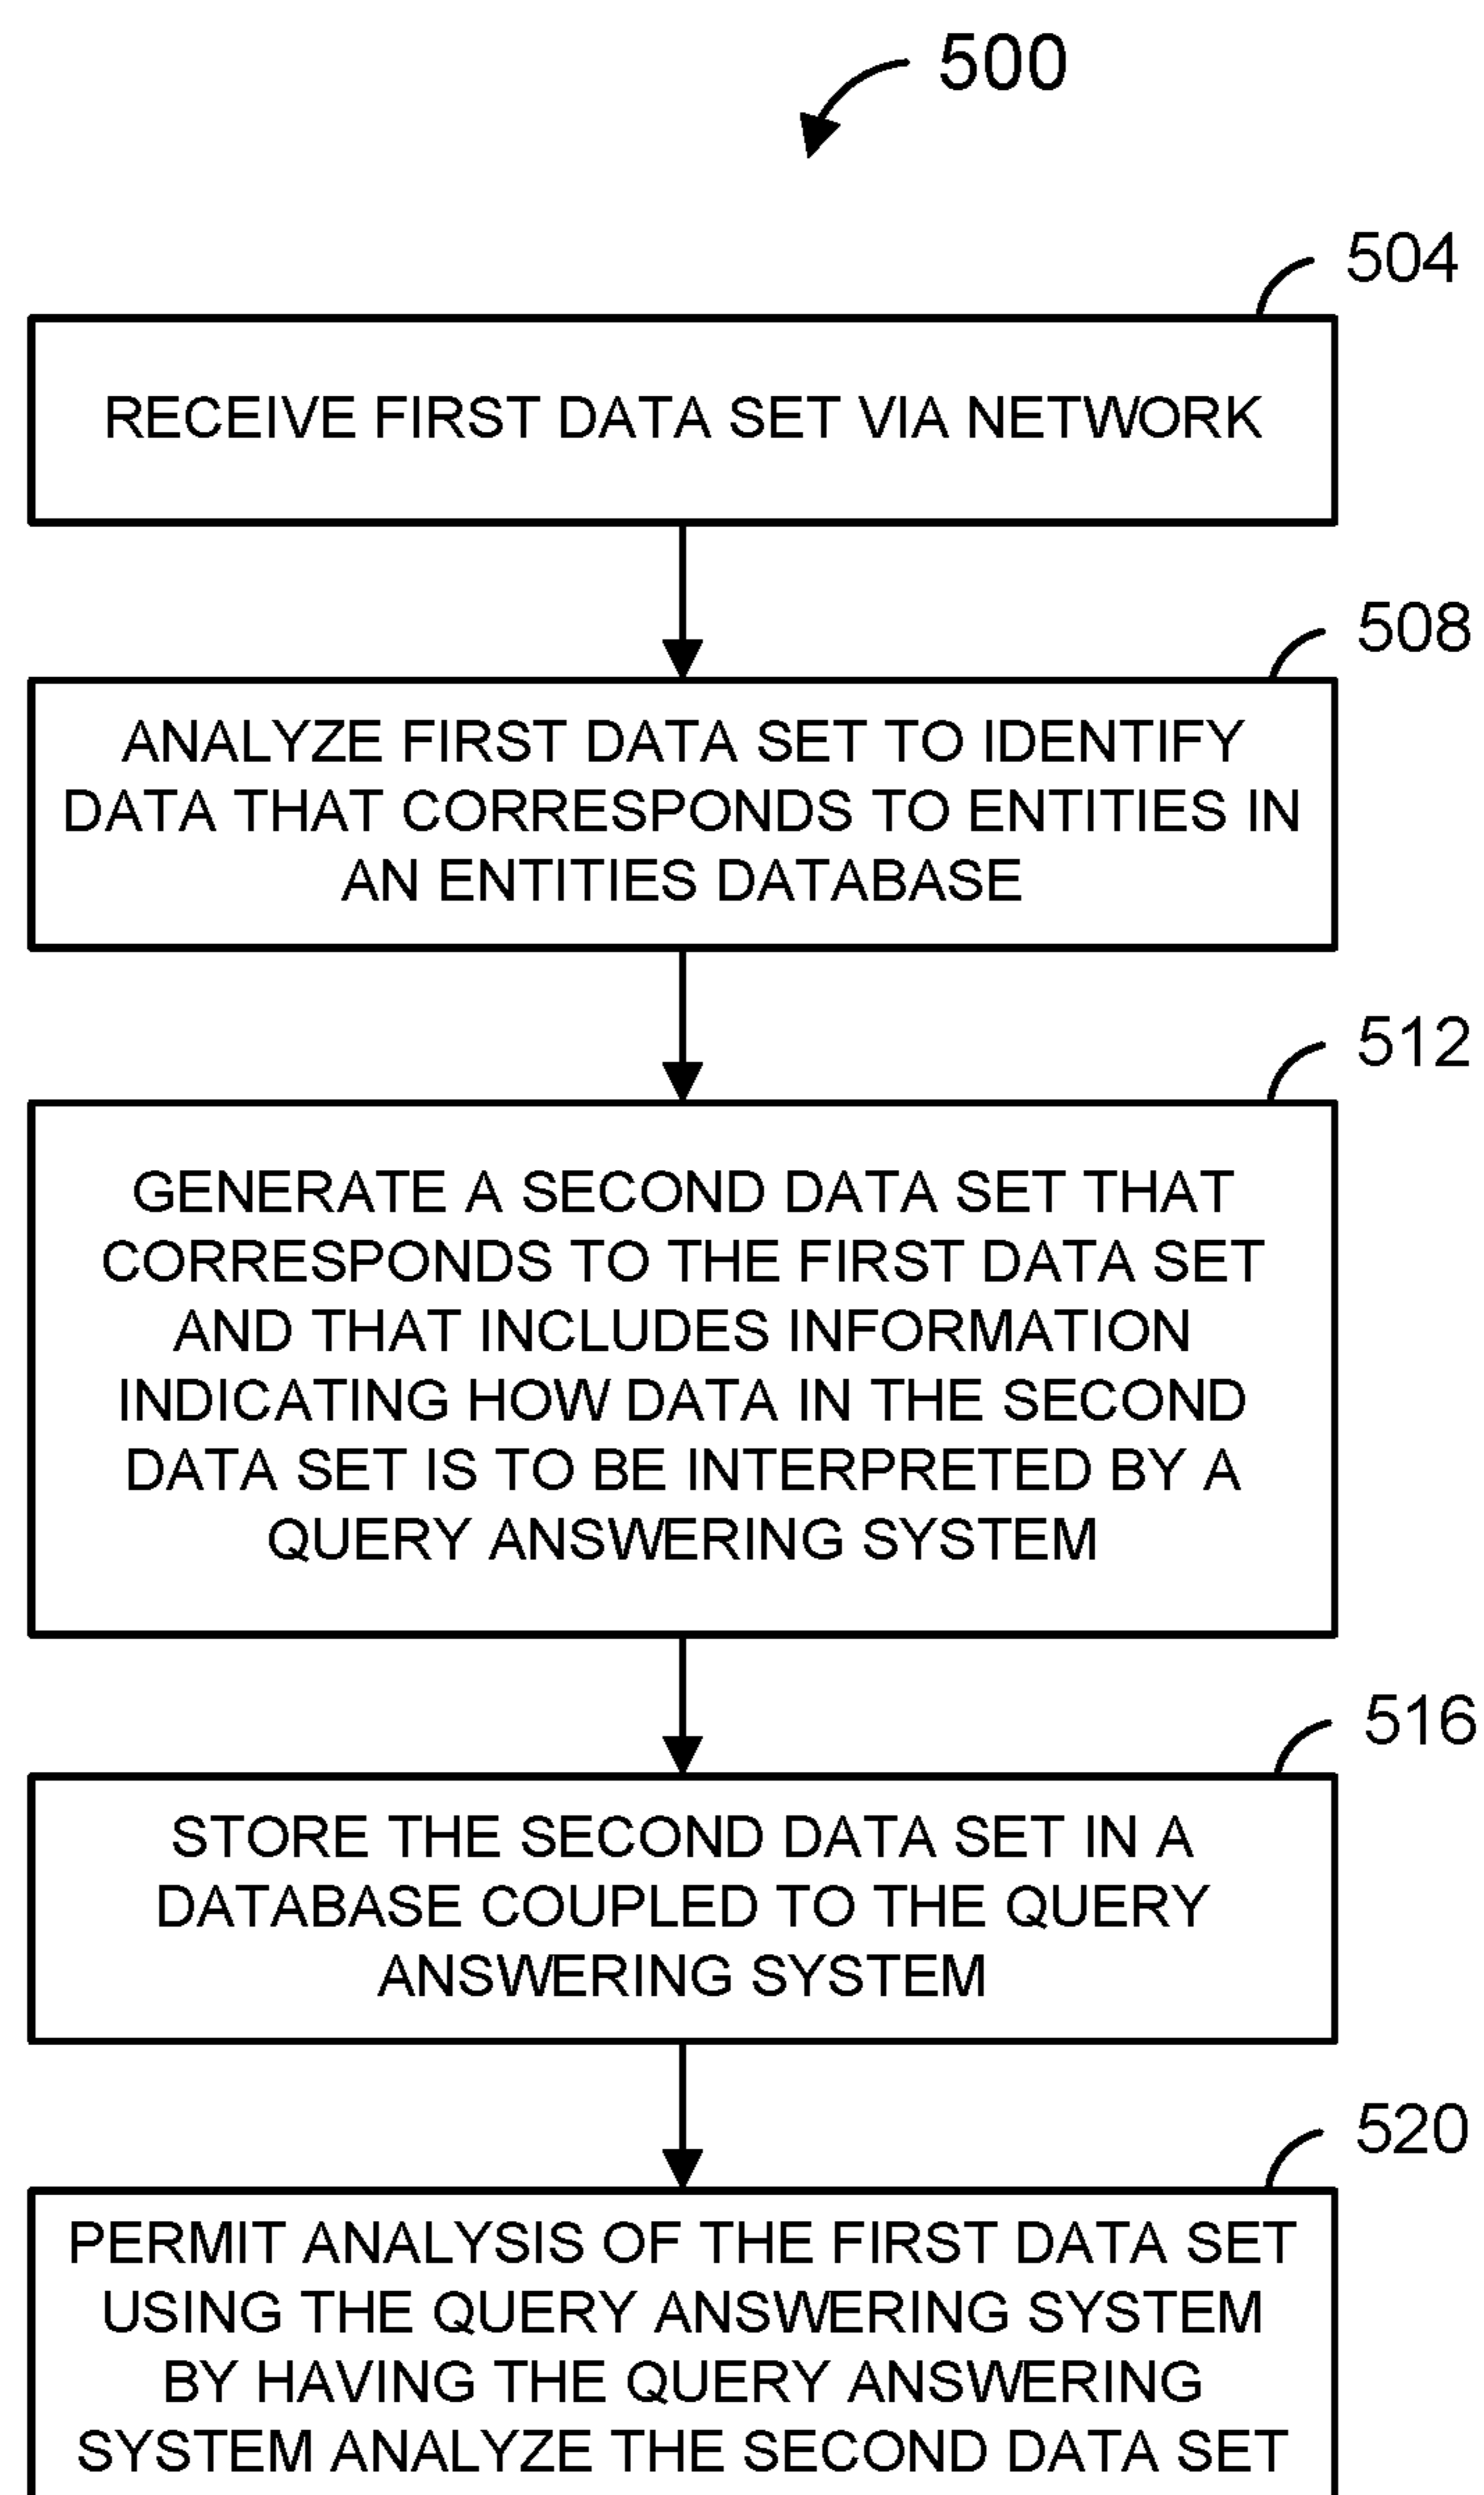 500
504
RECEIVE FIRST DATA SET VIA NETWORK
508
ANALYZE FIRST DATA SET TO IDENTIFY
DATA THAT CORRESPONDS TO ENTITIES IN
AN ENTITIES DATABASE
512
GENERATE A SECOND DATA SET THAT
CORRESPONDS TO THE FIRST DATA SET
AND THAT INCLUDES INFORMATION
INDICATING HOW DATA IN THE SECOND
DATA SET IS TO BE INTERPRETED BY A
QUERY ANSWERING SYSTEM
516
STORE THE SECOND DATA SET IN A
DATABASE COUPLED TO THE QUERY
ANSWERING SYSTEM
520
PERMIT ANALYSIS OF THE FIRST DATA SET
USING THE QUERY ANSWERING SYSTEM
BY HAVING THE QUERY ANSWERING
SYSTEM ANALYZE THE SECOND DATA SET